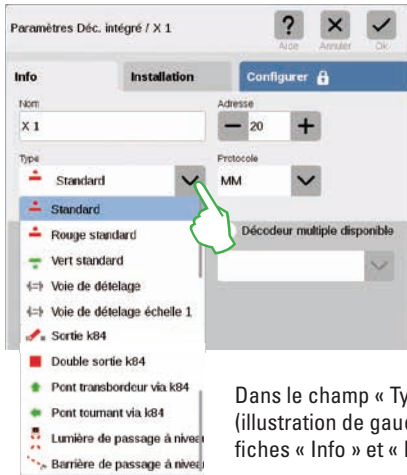 Paramètres Déc. intégré / X 1
?
Aide
Annuler
Ok
Info
Installation
Configurer
Nom
Adresse
X 1
20
Type
Protocole
Standard
MM
Standard
Rouge standard
Décodeur multiple disponible
Vert standard
Voie de dételage
Voie de dételage échelle 1
Sortie k84
Double sortie k84
Pont transbordeur via k84
Pont tournant via k84
Lumière de passage à nivea
Barrière de passage à nivea
Dans le champ « Ty
(illustration de gau
fiches « Info » et «